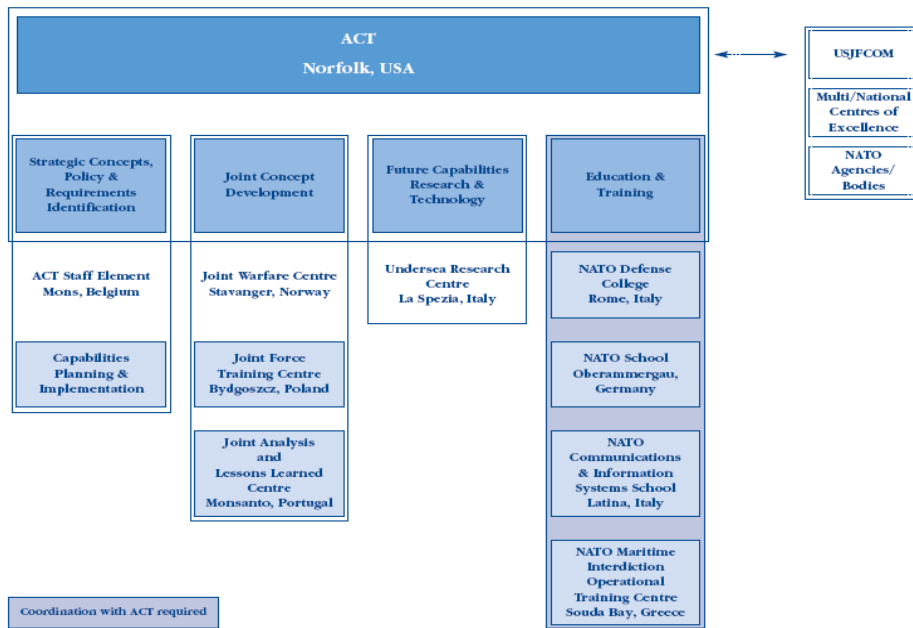 ACT
Norfolk, USA
USJFCOM
Multi/National
Centres of
Excellence
NATO
Agencies/
Bodies
Strategic Concepts,
Policy &
Requirements
Identification
Joint Concept
Development
Future Capabilities
Research &
Technology
Education &
Training
ACT Staff Element
Mons, Belgium
Capabilities
Planning &
Implementation
Joint Warfare Centre
Stavanger, Norway
Joint Force
Training Centre
Bydgoszcz, Poland
Joint Analysis
and
Lessons Learned
Centre
Monsanto, Portugal
Undersea Research
Centre
La Spezia, Italy
NATO Defense
College
Rome, Italy
NATO School
Oberammergau,
Germany
NATO
Communications
& Information
Systems School
Latina, Italy
NATO Maritime
Interdiction
Operational
Training Centre
Souda Bay, Greece
Coordination with ACT required